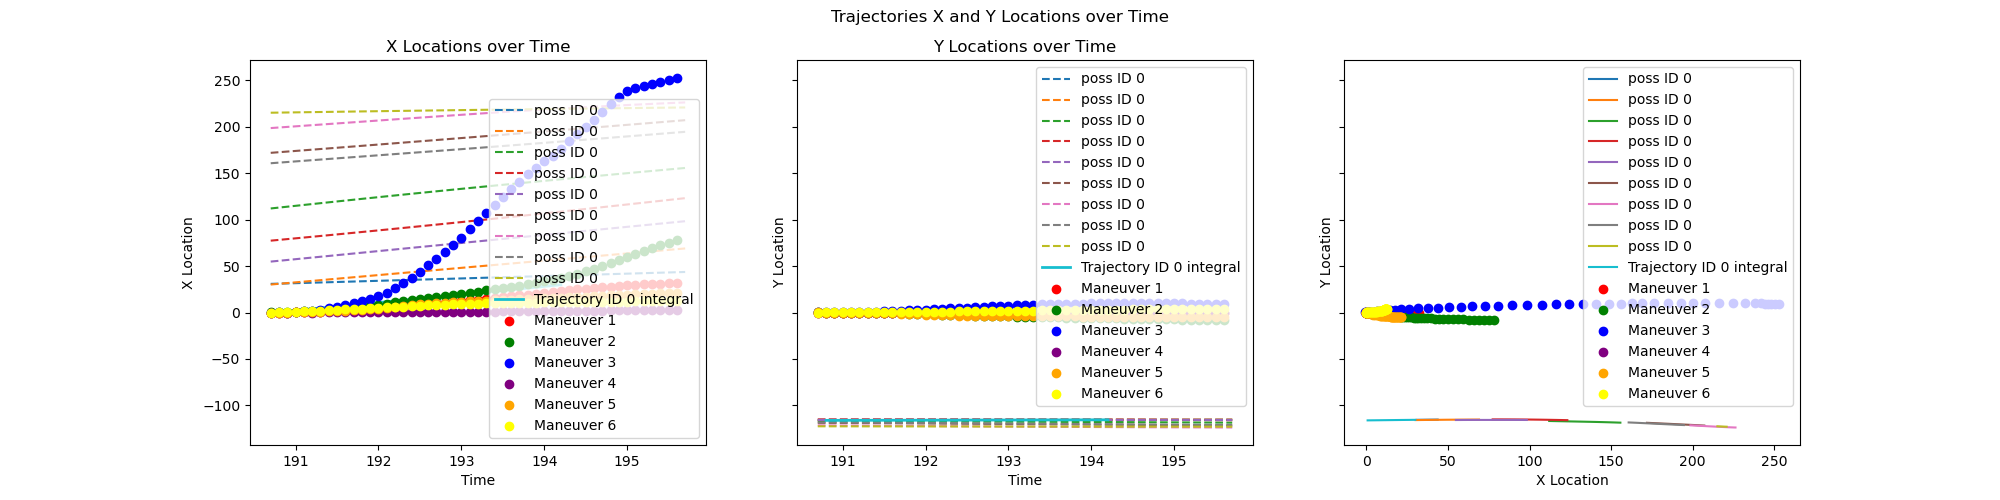 Trajectories X and Y Locations over Time
X Locations over Time
X Location
250
200
150
100
50
0
−50
−100
191
192
193
194
195
Time
poss ID 0
poss ID 0
poss ID 0
poss ID 0
poss ID 0
poss ID 0
poss ID 0
poss ID 0
poss ID 0
Trajectory ID 0 integral
Maneuver 1
Maneuver 2
Maneuver 3
Maneuver 4
Maneuver 5
Maneuver 6
Y Locations over Time
Y Location
191
192
193
194
195
Time
poss ID 0
poss ID 0
poss ID 0
poss ID 0
poss ID 0
poss ID 0
poss ID 0
poss ID 0
poss ID 0
Trajectory ID 0 integral
Maneuver 1
Maneuver 2
Maneuver 3
Maneuver 4
Maneuver 5
Maneuver 6
Y Location
0
50
100
150
200
250
X Location
poss ID 0
poss ID 0
poss ID 0
poss ID 0
poss ID 0
poss ID 0
poss ID 0
poss ID 0
poss ID 0
Trajectory ID 0 integral
Maneuver 1
Maneuver 2
Maneuver 3
Maneuver 4
Maneuver 5
Maneuver 6